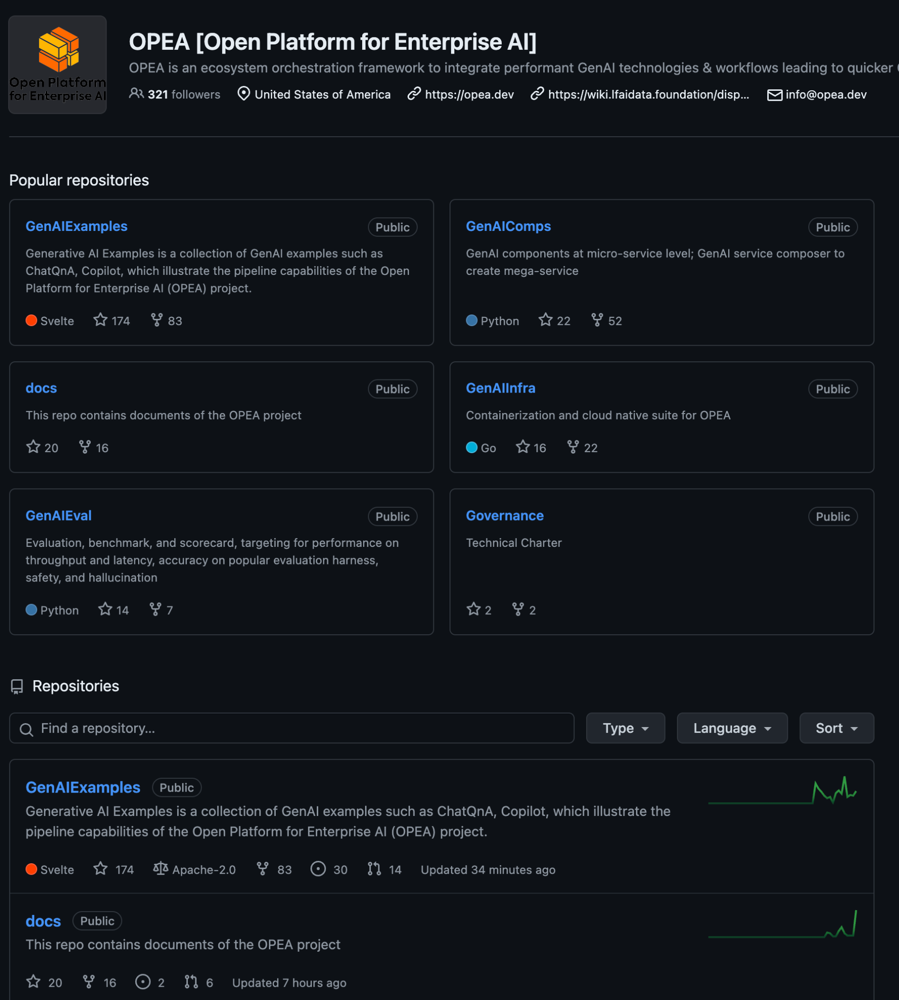 Open Platform
for Enterprise AI
OPEA [Open Platform for Enterprise AI]
OPEA is an ecosystem orchestration framework to integrate performant GenAI technologies & workflows leading to quicker
321 followers United States of America https://opea.dev https://wiki.lfaidata.foundation/disp... info@opea.dev
Popular repositories
GenAIExamples Public
Generative AI Examples is a collection of GenAI examples such as
ChatQnA, Copilot, which illustrate the pipeline capabilities of the Open
Platform for Enterprise AI (OPEA) project.
Svelte 174 83
GenAIComps Public
GenAI components at micro-service level; GenAI service composer to
create mega-service
Python 22 52
docs Public
This repo contains documents of the OPEA project
20 16
GenAIInfra Public
Containerization and cloud native suite for OPEA
Go 16 22
GenAIEval Public
Evaluation, benchmark, and scorecard, targeting for performance on
throughput and latency, accuracy on popular evaluation harness,
safety, and hallucination
Python 14 7
Governance Public
Technical Charter
2 2
Repositories
Find a repository... Type Language Sort
GenAIExamples Public
Generative AI Examples is a collection of GenAI examples such as ChatQnA, Copilot, which illustrate the
pipeline capabilities of the Open Platform for Enterprise AI (OPEA) project.
Svelte 174 Apache-2.0 83 30 14 Updated 34 minutes ago
docs Public
This repo contains documents of the OPEA project
20 16 2 6 Updated 7 hours ago